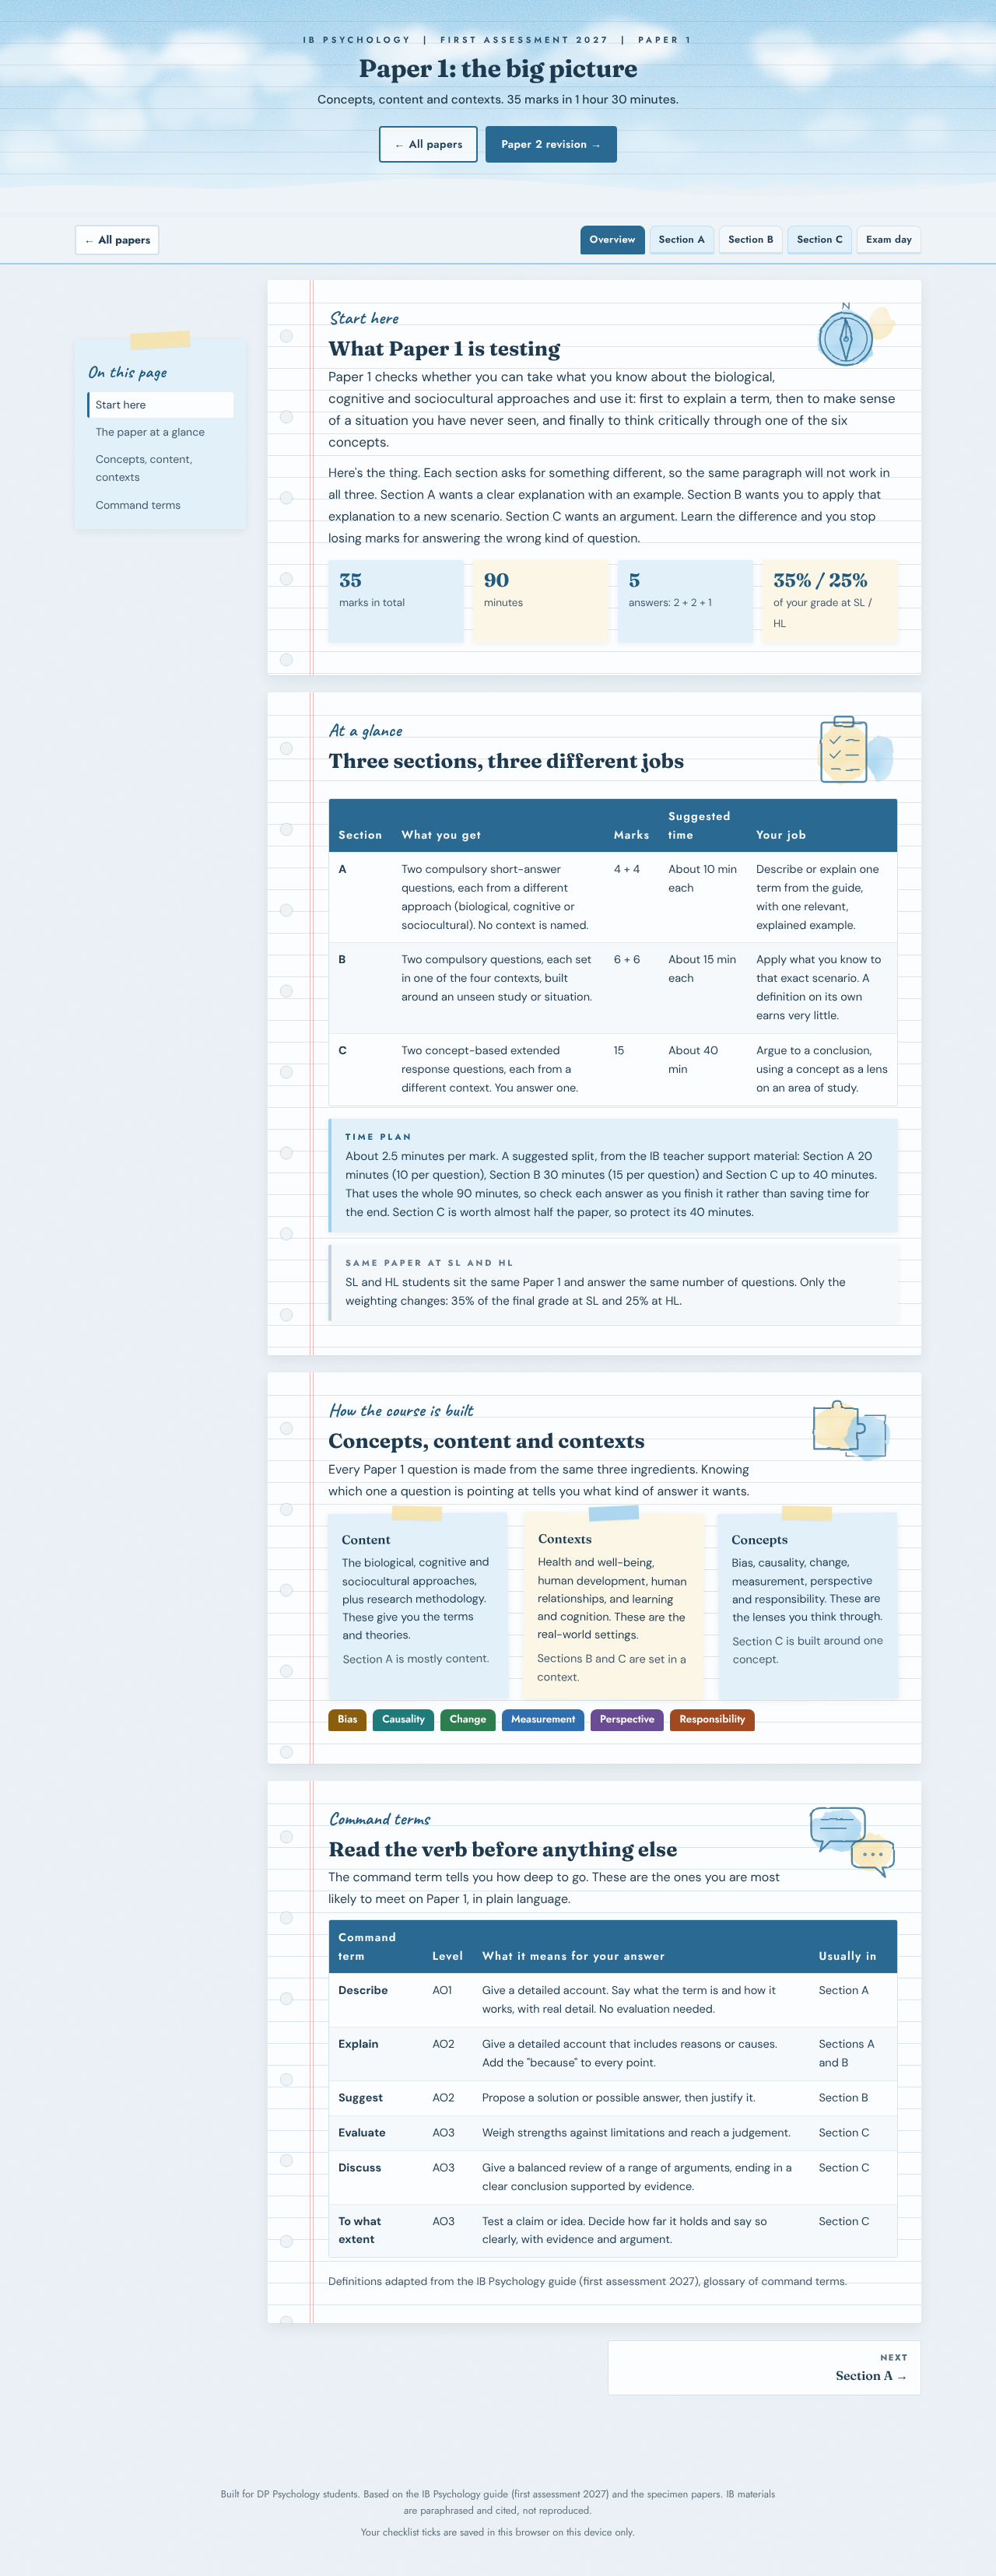 IB PSYCHOLOGY | FIRST ASSESSMENT 2027 | PAPER 1
Paper 1: the big picture
Concepts, content and contexts. 35 marks in 1 hour 30 minutes.
← All papers
Paper 2 revision →
← All papers
Overview
Section A
Section B
Section C
Exam day
On this page
Start here
The paper at a glance
Concepts, content,
contexts
Command terms
Start here
What Paper 1 is testing
N
Paper 1 checks whether you can take what you know about the biological,
cognitive and sociocultural approaches and use it: first to explain a term, then to make sense
of a situation you have never seen, and finally to think critically through one of the six
concepts.
Here's the thing. Each section asks for something different, so the same paragraph will not work in
all three. Section A wants a clear explanation with an example. Section B wants you to apply that
explanation to a new scenario. Section C wants an argument. Learn the difference and you stop
losing marks for answering the wrong kind of question.
35
marks in total
90
minutes
5
answers: 2 + 2 + 1
35% / 25%
of your grade at SL /
HL
At a glance
Three sections, three different jobs
Section
What you get
Marks
Suggested
time
Your job
A
Two compulsory short-answer
questions, each from a different
approach (biological, cognitive or
sociocultural). No context is named.
4 + 4
About 10 min
each
Describe or explain one
term from the guide,
with one relevant,
explained example.
B
Two compulsory questions, each set
in one of the four contexts, built
around an unseen study or situation.
6 + 6
About 15 min
each
Apply what you know to
that exact scenario. A
definition on its own
earns very little.
C
Two concept-based extended
response questions, each from a
different context. You answer one.
15
About 40
min
Argue to a conclusion,
using a concept as a lens
on an area of study.
TIME PLAN
About 2.5 minutes per mark. A suggested split, from the IB teacher support material: Section A 20
minutes (10 per question), Section B 30 minutes (15 per question) and Section C up to 40 minutes.
That uses the whole 90 minutes, so check each answer as you finish it rather than saving time for
the end. Section C is worth almost half the paper, so protect its 40 minutes.
SAME PAPER AT SL AND HL
SL and HL students sit the same Paper 1 and answer the same number of questions. Only the
weighting changes: 35% of the final grade at SL and 25% at HL.
How the course is built
Concepts, content and contexts
Every Paper 1 question is made from the same three ingredients. Knowing
which one a question is pointing at tells you what kind of answer it wants.
Content
The biological, cognitive and
sociocultural approaches,
plus research methodology.
These give you the terms
and theories.
Section A is mostly content.
Contexts
Health and well-being,
human development, human
relationships, and learning
and cognition. These are the
real-world settings.
Sections B and C are set in a
context.
Concepts
Bias, causality, change,
measurement, perspective
and responsibility. These are
the lenses you think through.
Section C is built around one
concept.
Bias
Causality
Change
Measurement
Perspective
Responsibility
Command terms
Read the verb before anything else
The command term tells you how deep to go. These are the ones you are most
likely to meet on Paper 1, in plain language.
Command
term
Level
What it means for your answer
Usually in
Describe
AO1
Give a detailed account. Say what the term is and how it
works, with real detail. No evaluation needed.
Section A
Explain
AO2
Give a detailed account that includes reasons or causes.
Add the "because" to every point.
Sections A
and B
Suggest
AO2
Propose a solution or possible answer, then justify it.
Section B
Evaluate
AO3
Weigh strengths against limitations and reach a judgement.
Section C
Discuss
AO3
Give a balanced review of a range of arguments, ending in a
clear conclusion supported by evidence.
Section C
To what
extent
AO3
Test a claim or idea. Decide how far it holds and say so
clearly, with evidence and argument.
Section C
Definitions adapted from the IB Psychology guide (first assessment 2027), glossary of command terms.
NEXT
Section A →
Built for DP Psychology students. Based on the IB Psychology guide (first assessment 2027) and the specimen papers. IB materials
are paraphrased and cited, not reproduced.
Your checklist ticks are saved in this browser on this device only.